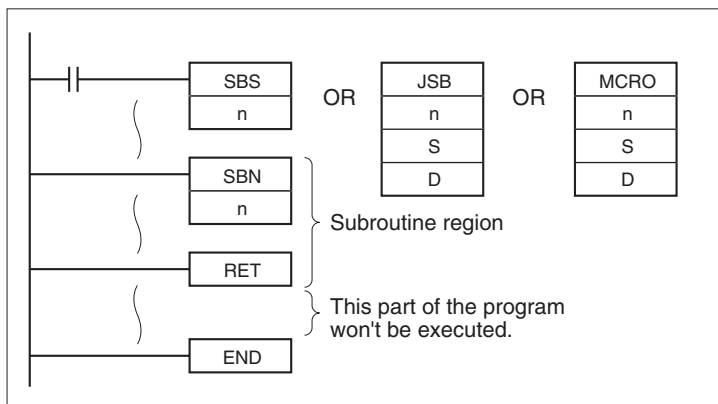 SBS OR JSB OR MCRO
n n n
S S
D D
SBN
n
Subroutine region
RET
This part of the program
won't be executed.
END